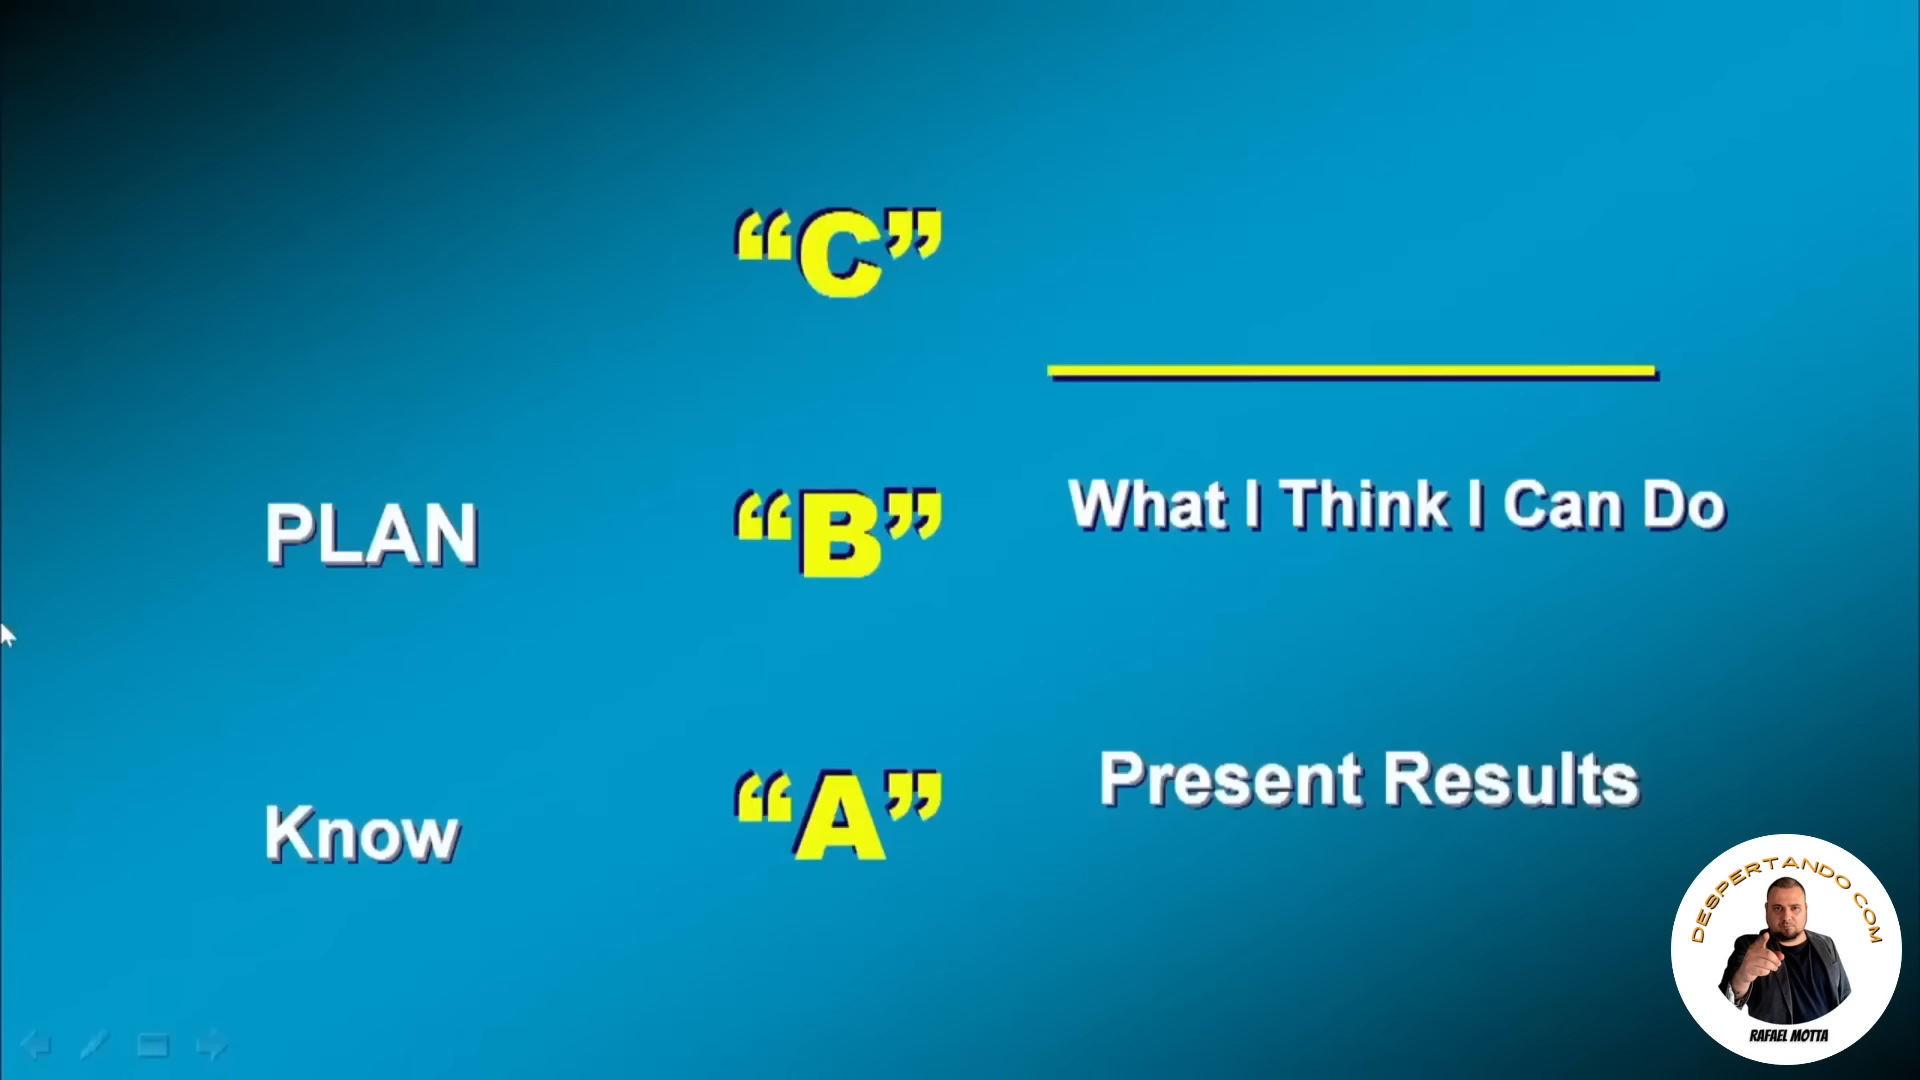 “C”
PLAN “B” What I Think I Can Do
Know “A” Present Results
DESPERTANDO COM
RAFAEL MOTTA